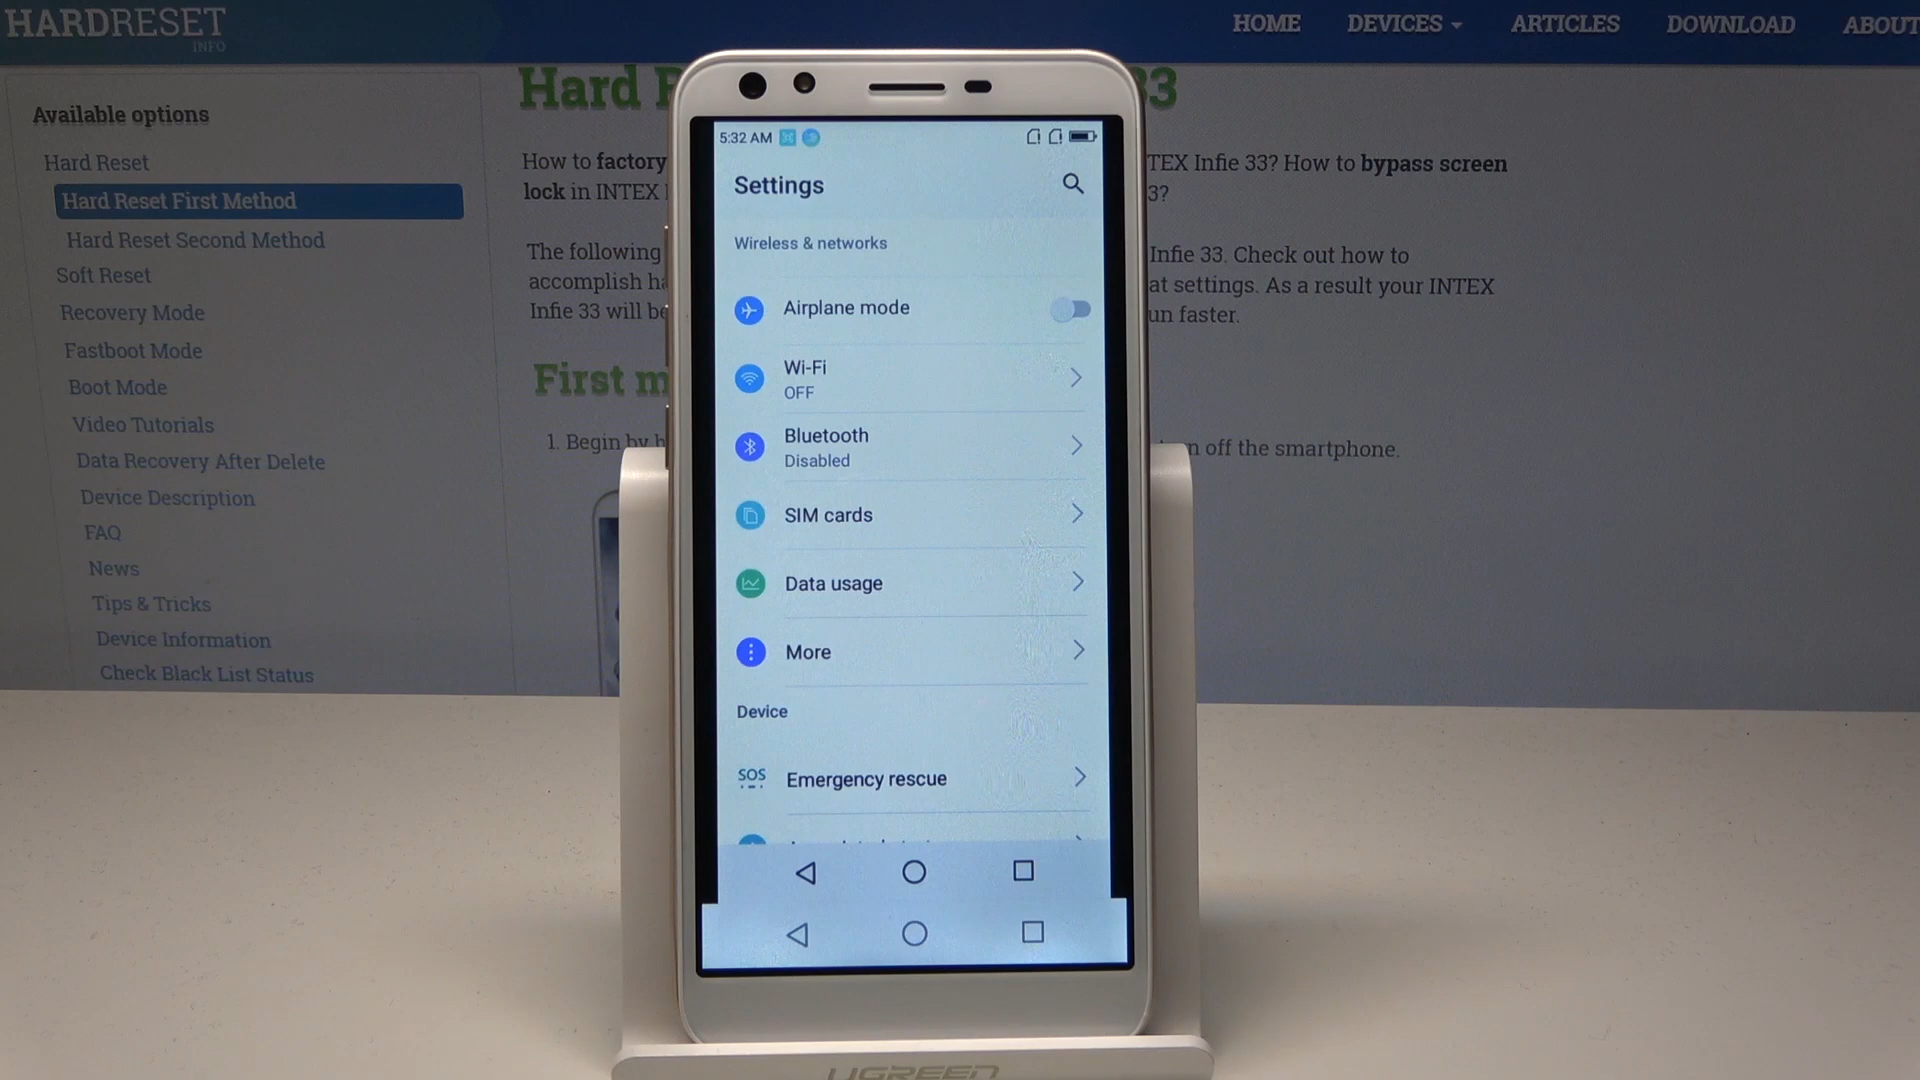 HARDRESET
INFO
HOME
DEVICES
ARTICLES
DOWNLOAD
ABOUT
Available options
Hard Reset
Hard Reset First Method
Hard Reset Second Method
Soft Reset
Recovery Mode
Fastboot Mode
Boot Mode
Video Tutorials
Data Recovery After Delete
Device Description
FAQ
News
Tips & Tricks
Device Information
Check Black List Status
Hard 33
How to factory TEX Infie 33? How to bypass screen
lock in INTEX 3?
The following Infie 33. Check out how to
accomplish at settings. As a result your INTEX
Infie 33 will be un faster.
First
1. Begin by off the smartphone.
5:32 AM
Settings
Wireless & networks
Airplane mode
Wi-Fi
OFF
Bluetooth
Disabled
SIM cards
Data usage
More
Device
SOS
Emergency rescue
UGREEN